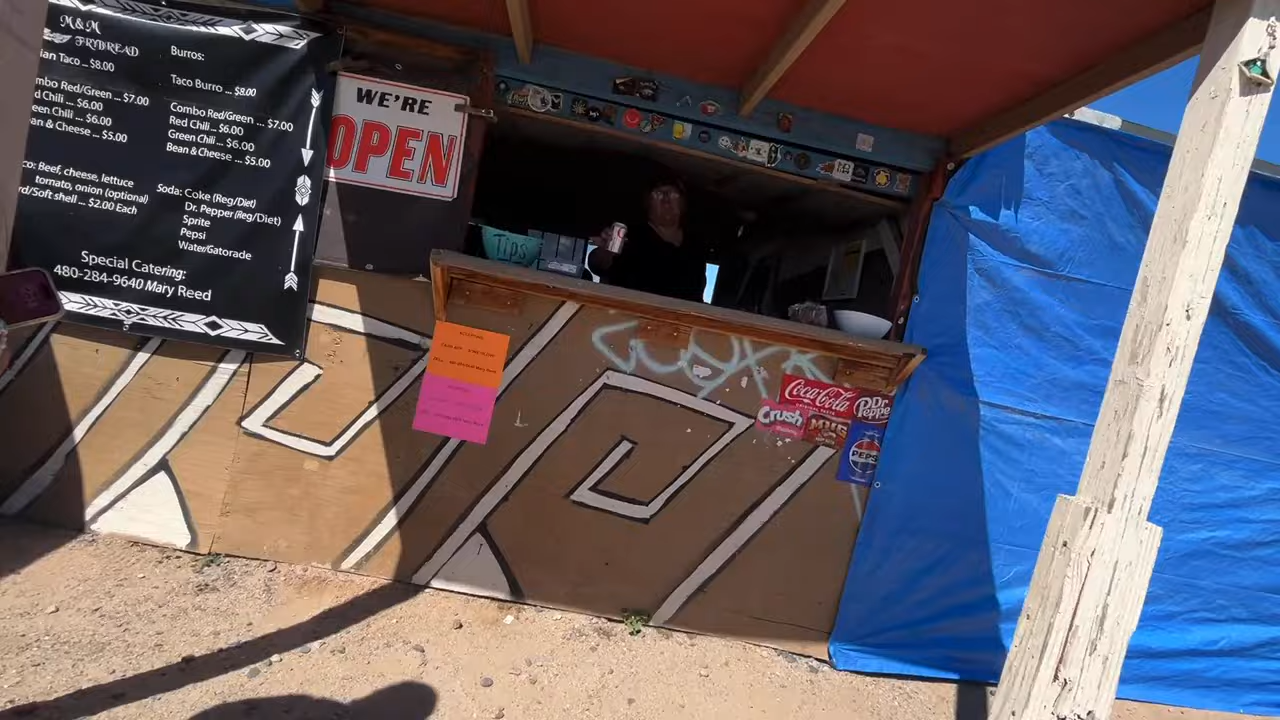 M&M
FRYBREAD
ian Taco ... $8.00
mbo Red/Green ... $7.00
d Chili ... $6.00
een Chili ... $6.00
an & Cheese ... $5.00
co: Beef, cheese, lettuce
tomato, onion (optional)
rd/Soft shell ... $2.00 Each
Burros:
Taco Burro ... $8.00
Combo Red/Green ... $7.00
Red Chili ... $6.00
Green Chili ... $6.00
Bean & Cheese ... $5.00
Soda: Coke (Reg/Diet)
Dr. Pepper (Reg/Diet)
Sprite
Pepsi
Water/Gatorade
Special Catering:
480-284-9640 Mary Reed
WE'RE
OPEN
Tips
Coca-Cola
ORIGINAL TASTE
Crush
MUG
Dr
Pepper
PEPSI